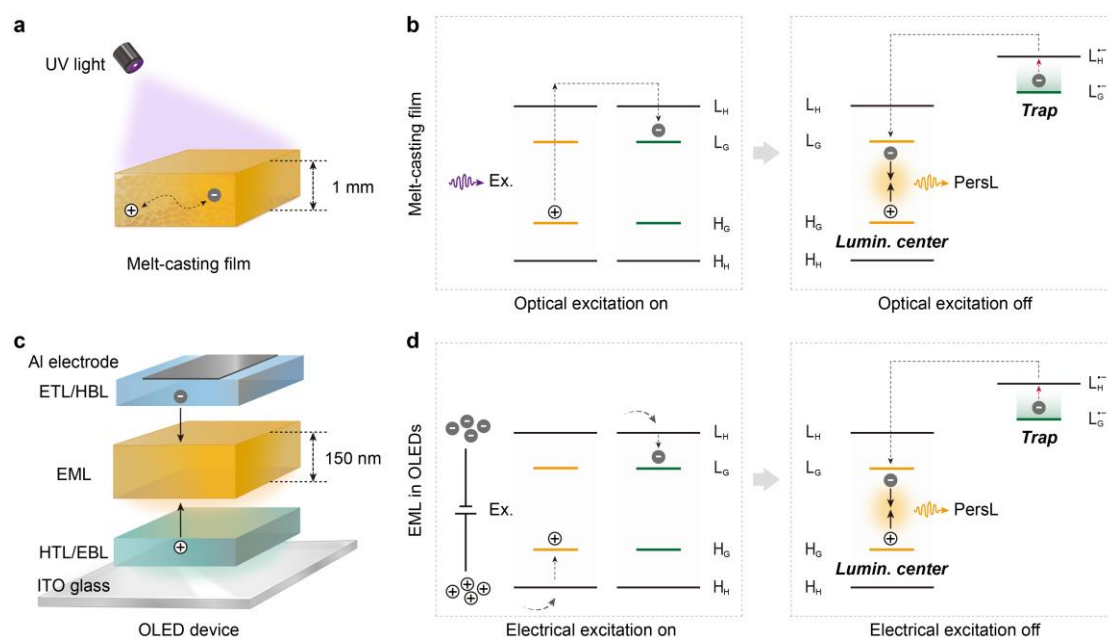 a
UV light
1 mm
Melt-casting film
b
Melt-casting film
Ex.
L_H
L_G
H_G
H_H
Optical excitation on
L_H
L_G
H_G
H_H
L_H^•−
L_G^•−
Trap
PersL
Lumin. center
Optical excitation off
c
Al electrode
ETL/HBL
EML
150 nm
HTL/EBL
ITO glass
OLED device
d
EML in OLEDs
Ex.
L_H
L_G
H_G
H_H
Electrical excitation on
L_H
L_G
H_G
H_H
L_H^•−
L_G^•−
Trap
PersL
Lumin. center
Electrical excitation off